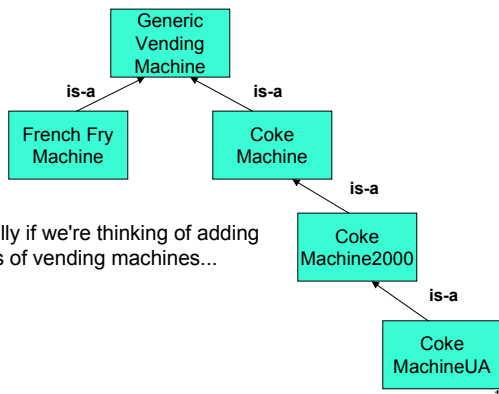 Generic
Vending
Machine
is-a
is-a
French Fry
Machine
Coke
Machine
is-a
lly if we're thinking of adding
s of vending machines...
Coke
Machine2000
is-a
Coke
MachineUA